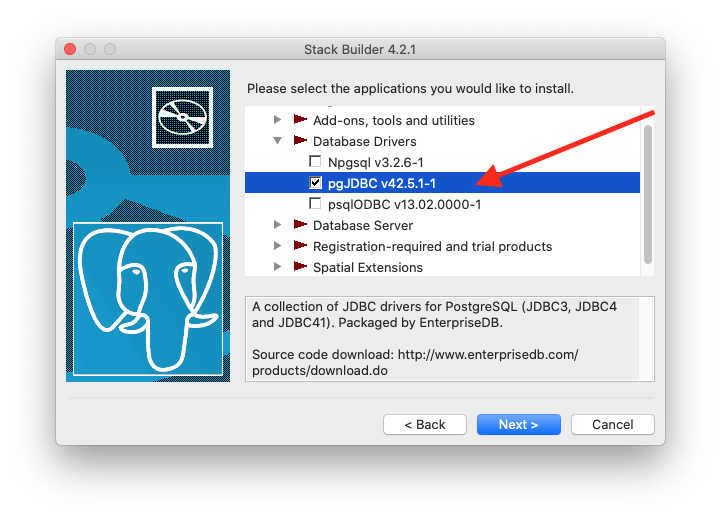 Stack Builder 4.2.1
Please select the applications you would like to install.
Add-ons, tools and utilities
Database Drivers
Npgsql v3.2.6-1
pgJDBC v42.5.1-1
psqlODBC v13.02.0000-1
Database Server
Registration-required and trial products
Spatial Extensions
A collection of JDBC drivers for PostgreSQL (JDBC3, JDBC4
and JDBC41). Packaged by EnterpriseDB.
Source code download: http://www.enterprisedb.com/
products/download.do
< Back
Next >
Cancel